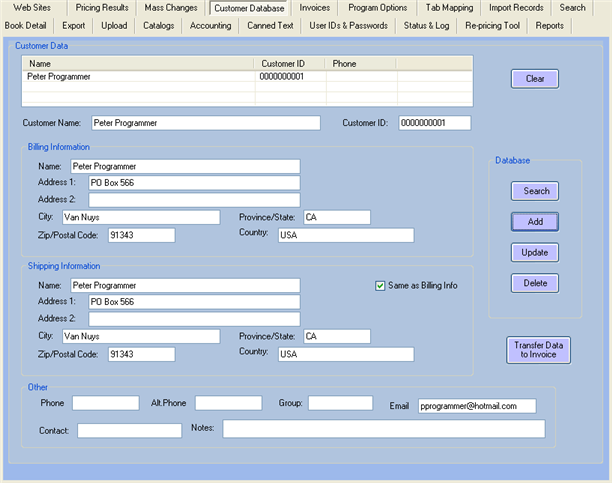 Web Sites Pricing Results Mass Changes Customer Database Invoices Program Options Tab Mapping Import Records Search
Book Detail Export Upload Catalogs Accounting Canned Text User IDs & Passwords Status & Log Re-pricing Tool Reports
Customer Data
Name Customer ID Phone
Peter Programmer 0000000001
Clear
Customer Name: Peter Programmer Customer ID: 0000000001
Billing Information
Name: Peter Programmer
Address 1: PO Box 566
Address 2:
City: Van Nuys Province/State: CA
Zip/Postal Code: 91343 Country: USA
Database
Search
Add
Update
Delete
Shipping Information
Name: Peter Programmer Same as Billing Info
Address 1: PO Box 566
Address 2:
City: Van Nuys Province/State: CA
Zip/Postal Code: 91343 Country: USA
Transfer Data
to Invoice
Other
Phone Alt.Phone Group: Email pprogrammer@hotmail.com
Contact: Notes: